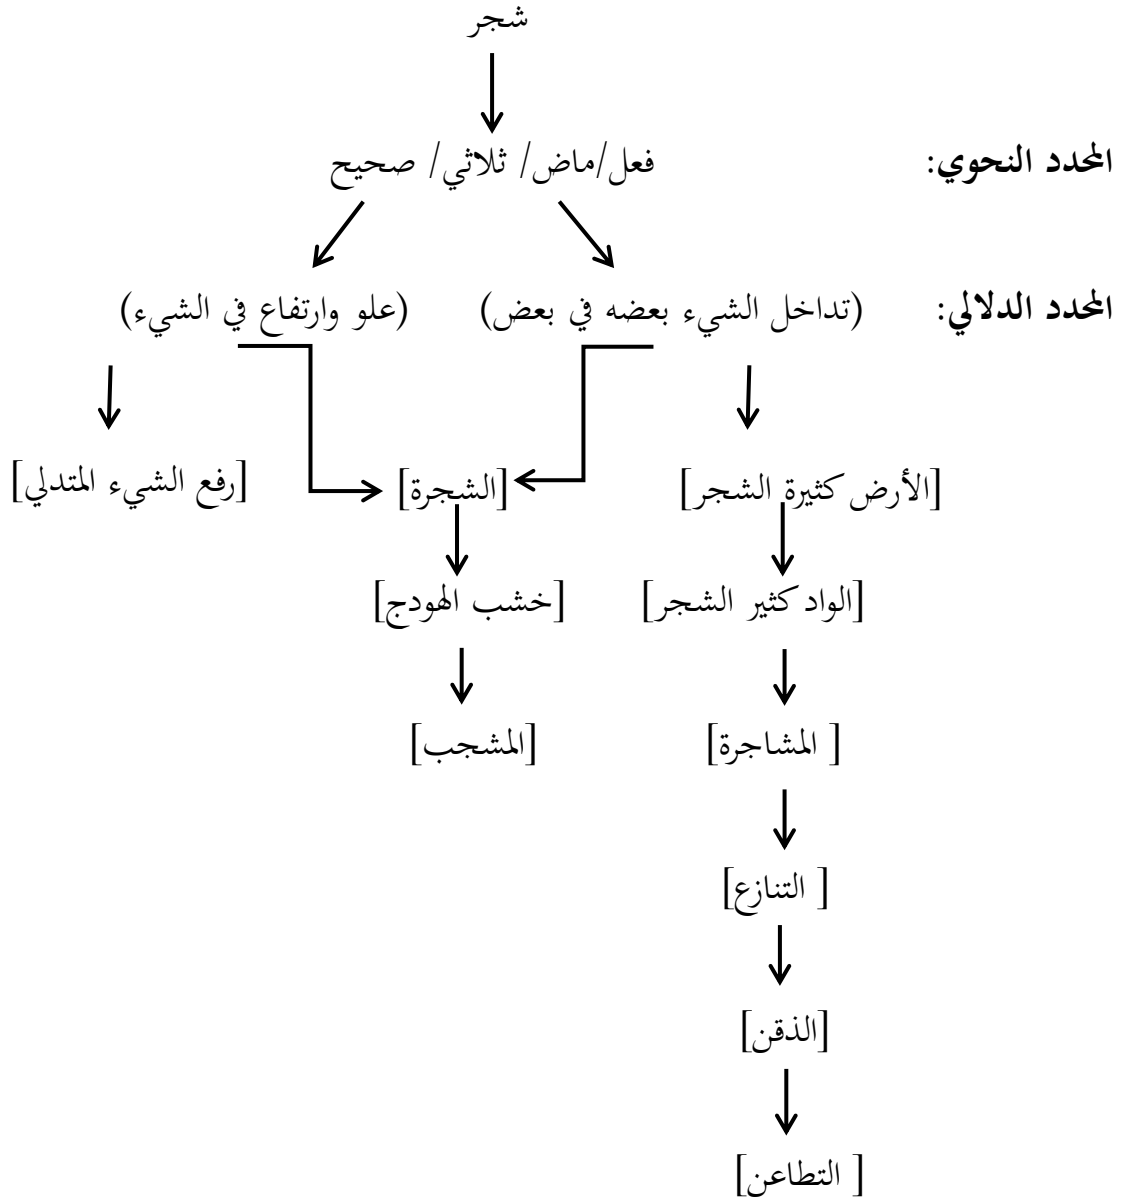 شجر
المحدد النحوي: فعل/ماض/ ثلاثي/ صحيح
المحدد الدلالي: (تداخل الشيء بعضه في بعض) (علو وارتفاع في الشيء)
[الأرض كثيرة الشجر] [الشجرة] [رفع الشيء المتدلي]
[الواد كثير الشجر] [خشب الهودج]
[ المشاجرة] [المشجب]
[ التنازع]
[الذقن]
[ التطاعن]